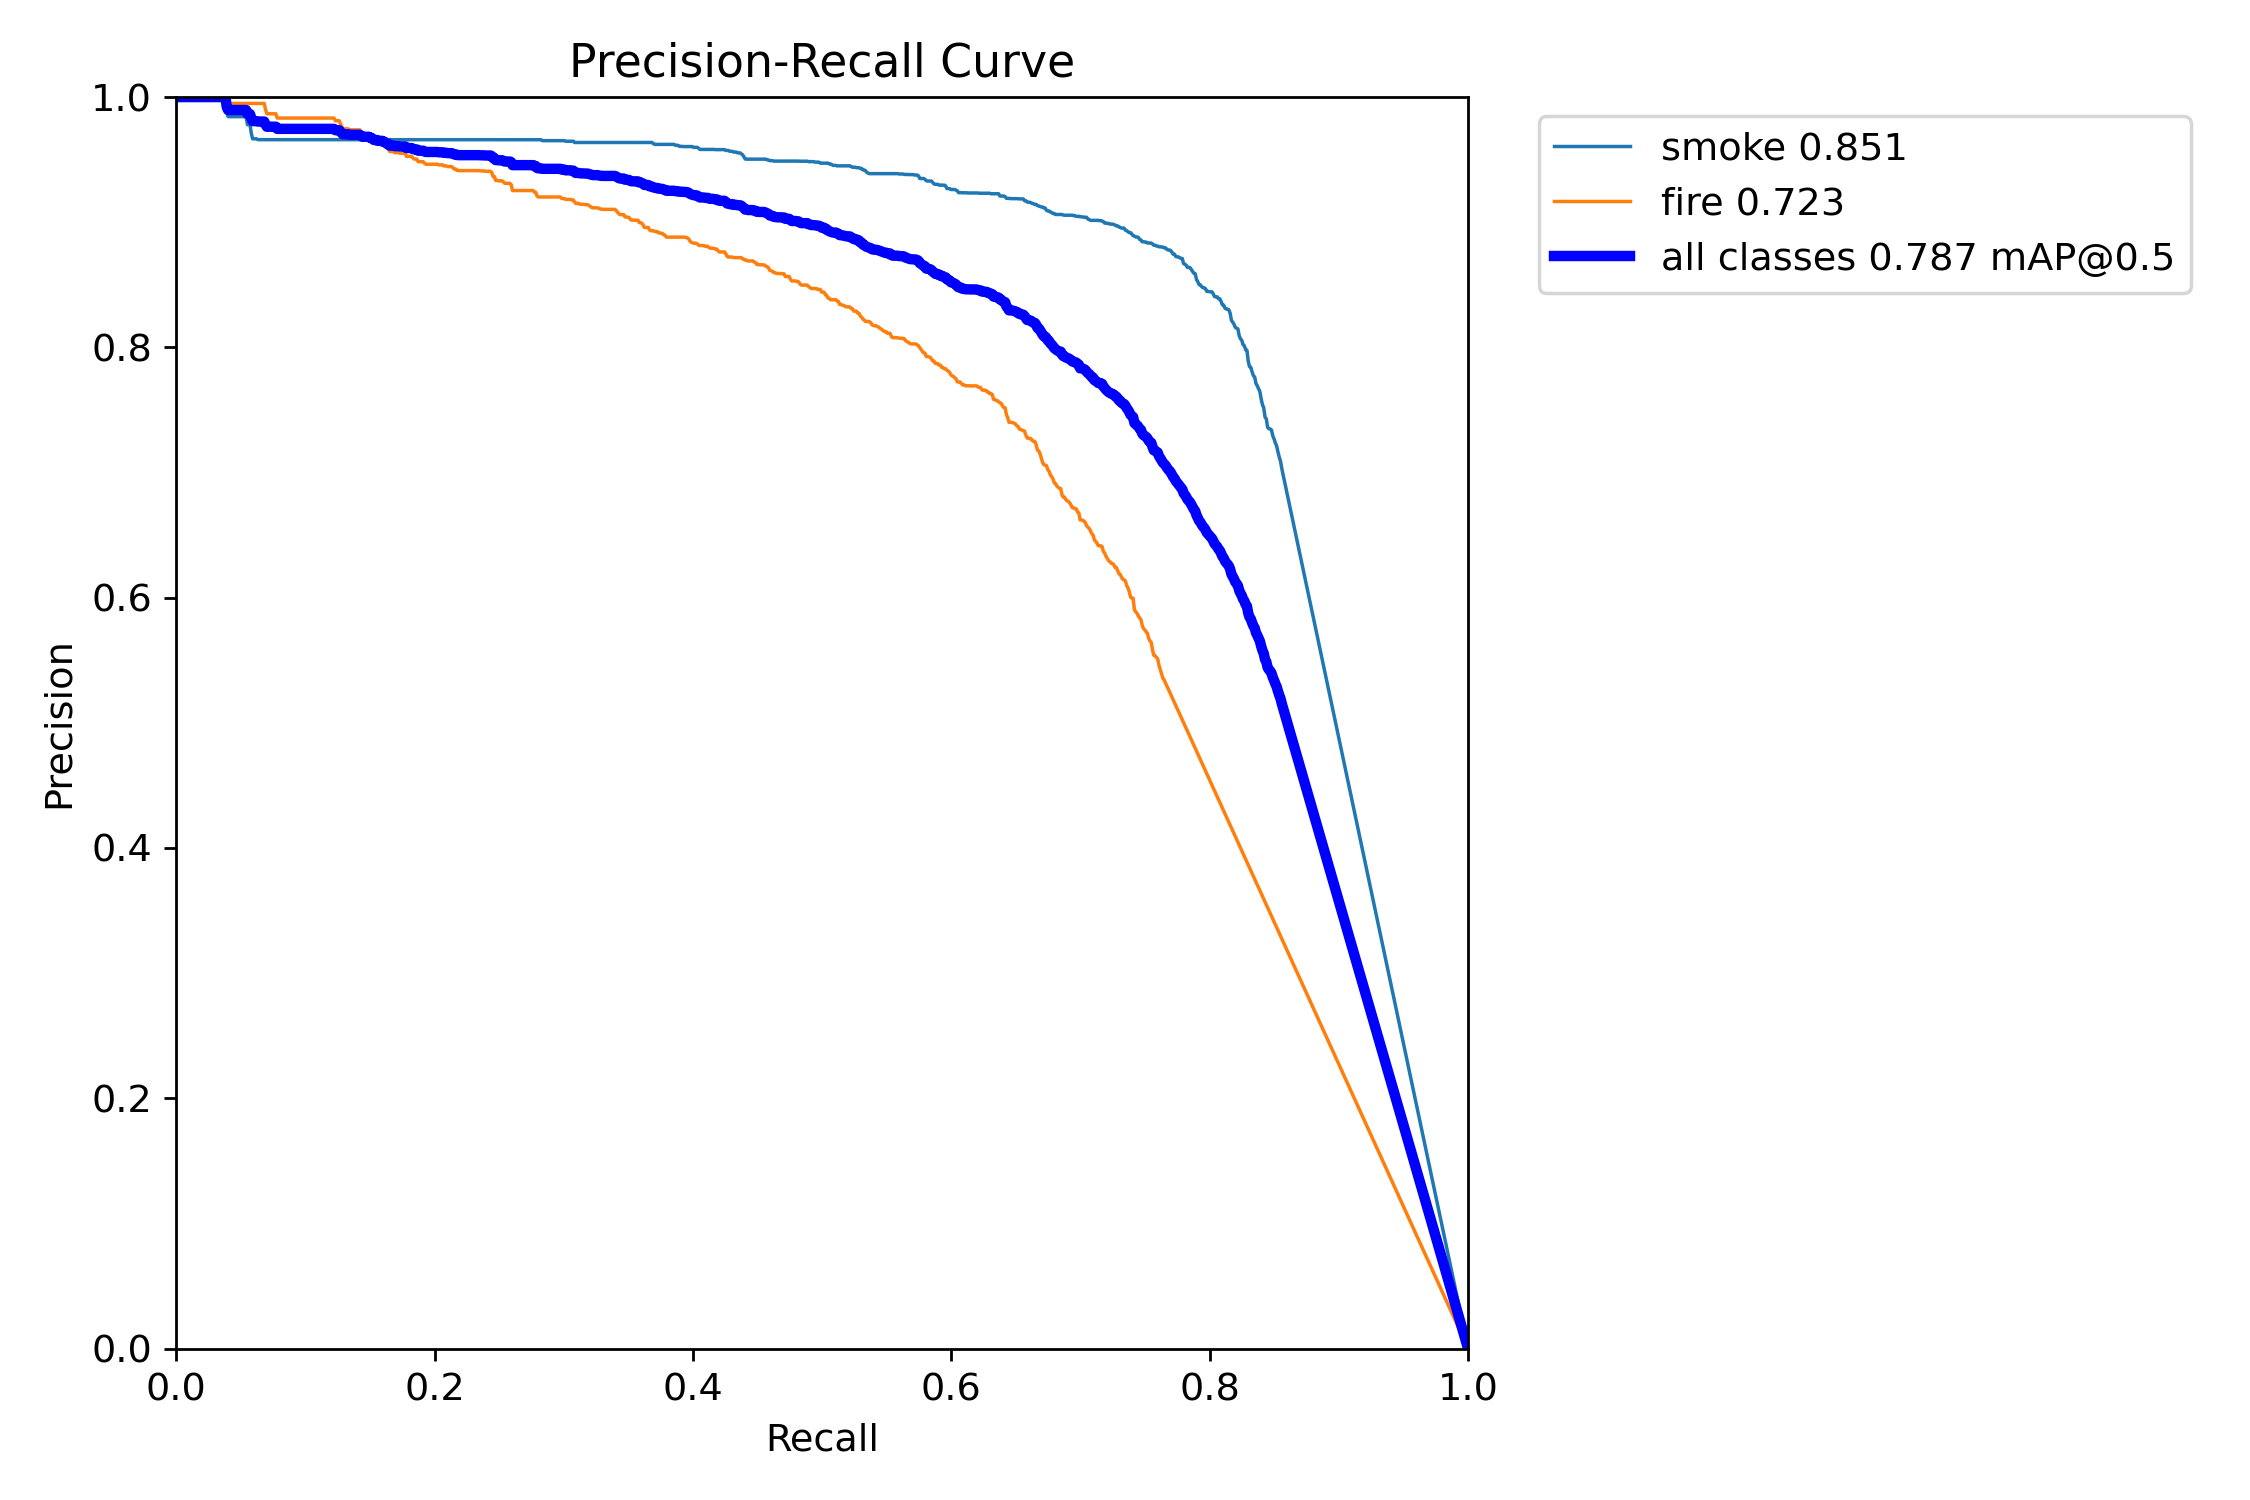 Precision-Recall Curve
1.0
0.8
0.6
0.4
0.2
0.0
Precision
0.0 0.2 0.4 0.6 0.8 1.0
Recall
smoke 0.851
fire 0.723
all classes 0.787 mAP@0.5